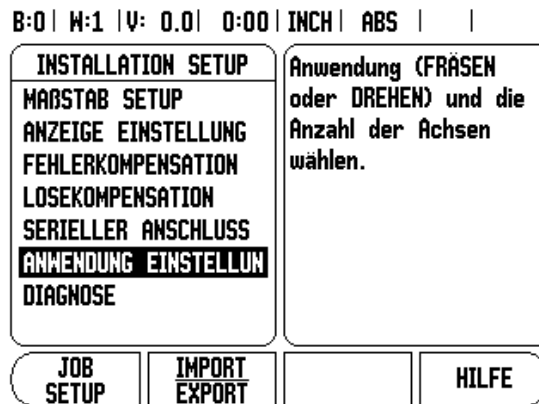 B:0 | W:1 | V: 0.0 | 0:00 | INCH | ABS | |
INSTALLATION SETUP
MAßSTAB SETUP
ANZEIGE EINSTELLUNG
FEHLERKOMPENSATION
LOSEKOMPENSATION
SERIELLER ANSCHLUSS
ANWENDUNG EINSTELLUN
DIAGNOSE
Anwendung (FRÄSEN
oder DREHEN) und die
Anzahl der Achsen
wählen.
JOB
SETUP
IMPORT
EXPORT
HILFE